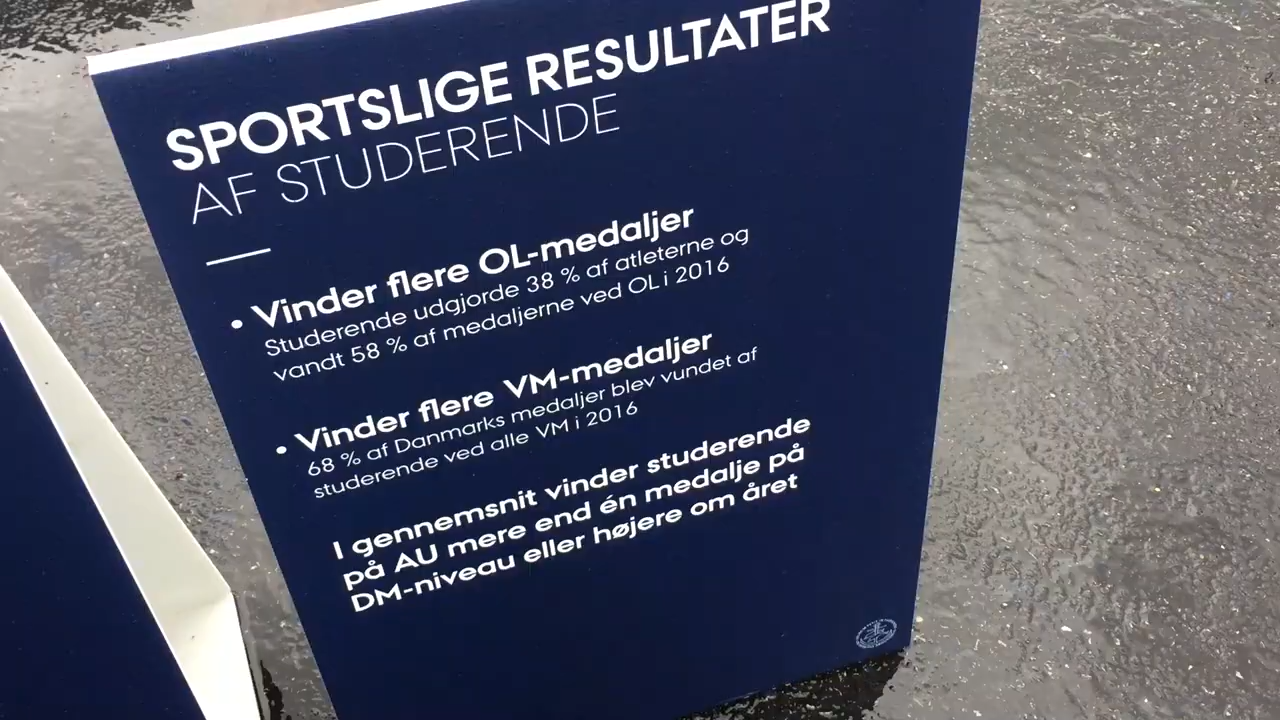 SPORTSLIGE RESULTATER
AF STUDERENDE
• Vinder flere OL-medaljer
Studerende udgjorde 38 % af atleterne og
vandt 58 % af medaljerne ved OL i 2016
• Vinder flere VM-medaljer
68 % af Danmarks medaljer blev vundet af
studerende ved alle VM i 2016
I gennemsnit vinder studerende
på AU mere end én medalje på
DM-niveau eller højere om året